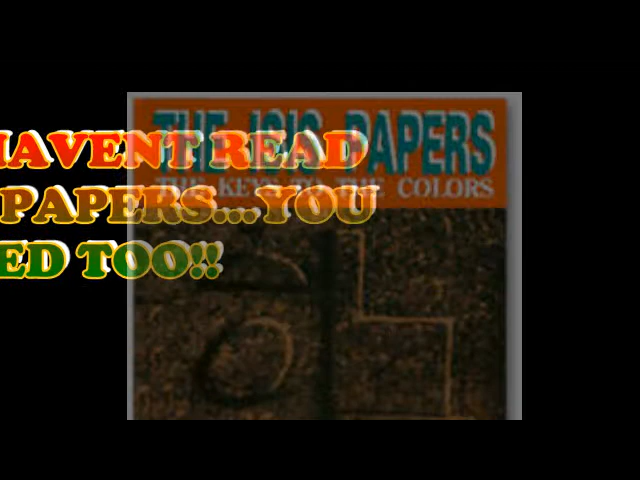 THE ISIS PAPERS
THE KEYS TO THE COLORS
HAVENT READ
PAPERS...YOU
ED TOO!!